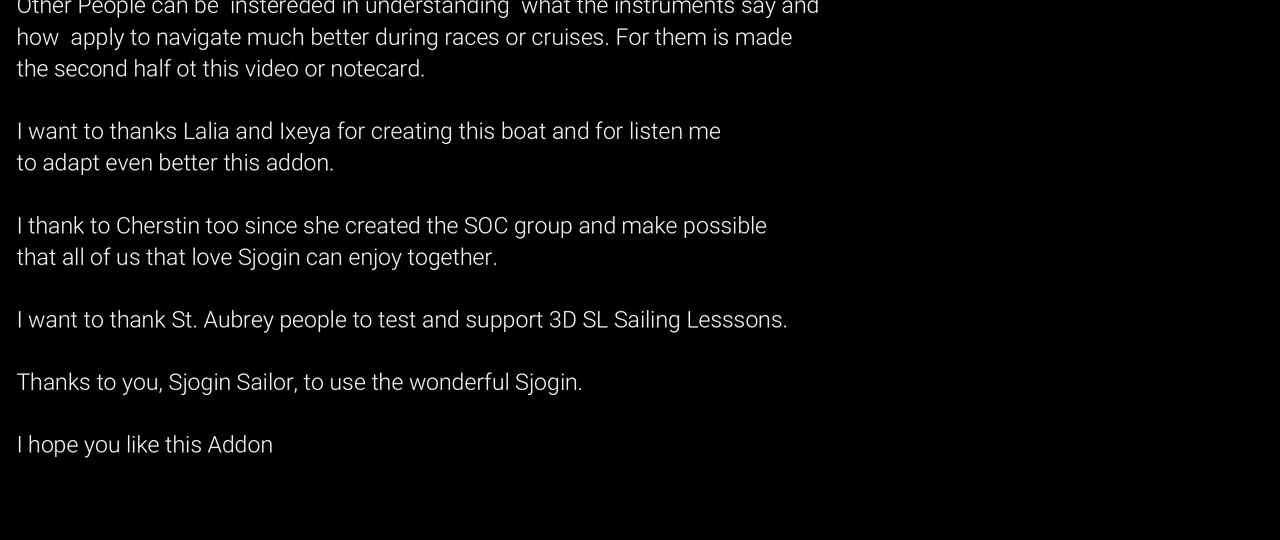 Other People can be  instereded in understanding  what the instruments say and
how  apply to navigate much better during races or cruises. For them is made
the second half ot this video or notecard.
I want to thanks Lalia and Ixeya for creating this boat and for listen me
to adapt even better this addon.
I thank to Cherstin too since she created the SOC group and make possible
that all of us that love Sjogin can enjoy together.
I want to thank St. Aubrey people to test and support 3D SL Sailing Lesssons.
Thanks to you, Sjogin Sailor, to use the wonderful Sjogin.
I hope you like this Addon